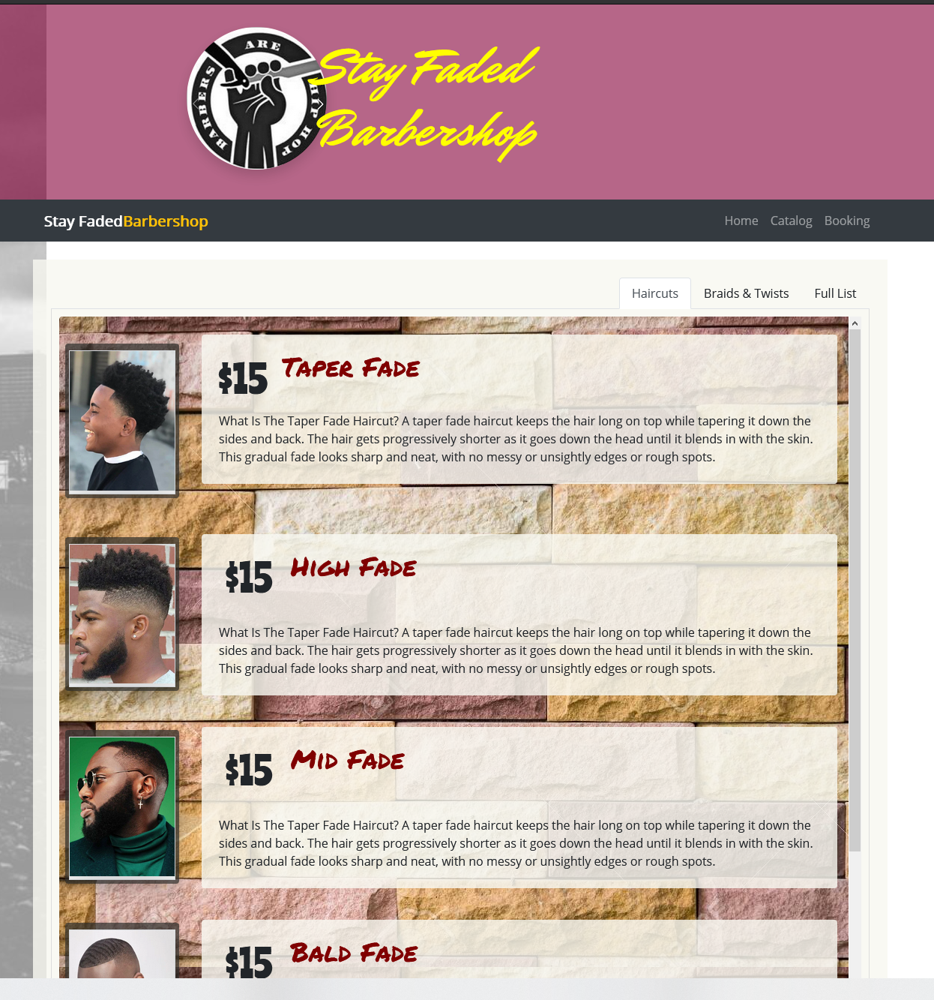 BARBERS ARE HIP HOP
Stay Faded
Barbershop
Stay FadedBarbershop
Home Catalog Booking
Haircuts Braids & Twists Full List
$15 Taper Fade
What Is The Taper Fade Haircut? A taper fade haircut keeps the hair long on top while tapering it down the
sides and back. The hair gets progressively shorter as it goes down the head until it blends in with the skin.
This gradual fade looks sharp and neat, with no messy or unsightly edges or rough spots.
$15 High Fade
What Is The Taper Fade Haircut? A taper fade haircut keeps the hair long on top while tapering it down the
sides and back. The hair gets progressively shorter as it goes down the head until it blends in with the skin.
This gradual fade looks sharp and neat, with no messy or unsightly edges or rough spots.
$15 Mid Fade
What Is The Taper Fade Haircut? A taper fade haircut keeps the hair long on top while tapering it down the
sides and back. The hair gets progressively shorter as it goes down the head until it blends in with the skin.
This gradual fade looks sharp and neat, with no messy or unsightly edges or rough spots.
$15 Bald Fade